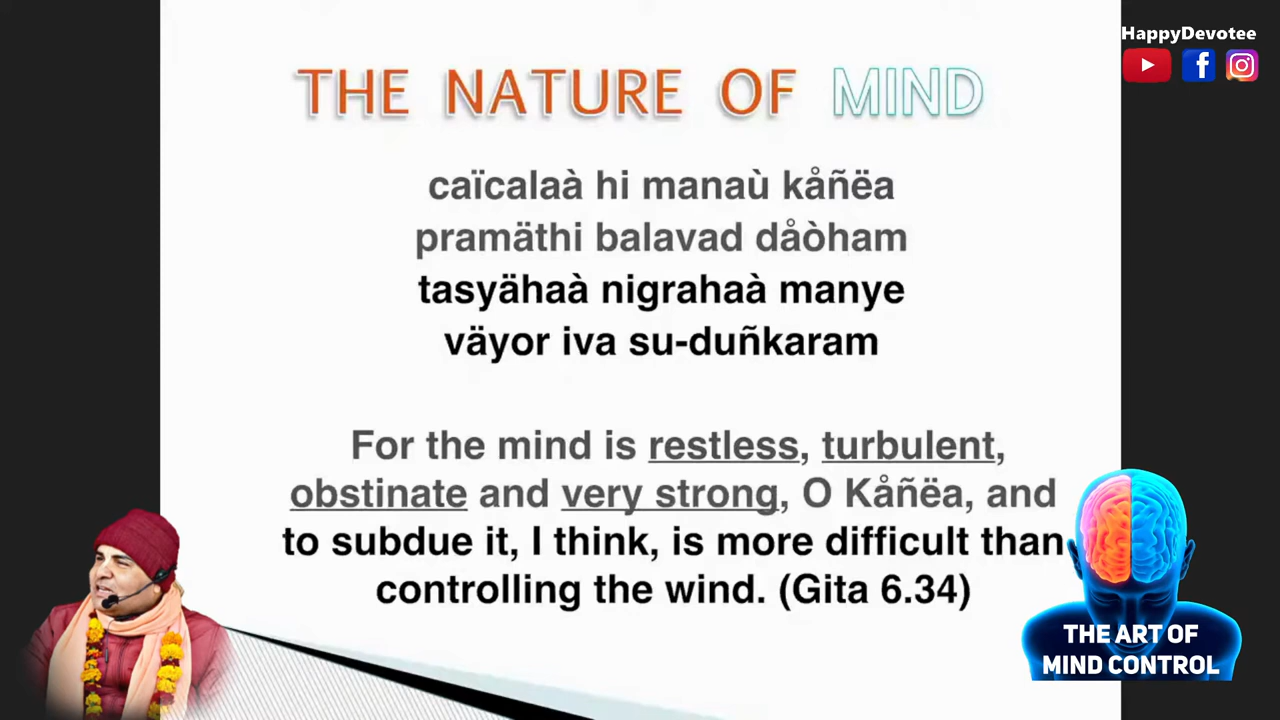 HappyDevotee
THE NATURE OF MIND
caïcalaà hi manaù kåñëa
pramäthi balavad dåòham
tasyähaà nigrahaà manye
väyor iva su-duñkaram
For the mind is restless, turbulent,
obstinate and very strong, O Kåñëa, and
to subdue it, I think, is more difficult than
controlling the wind. (Gita 6.34)
THE ART OF
MIND CONTROL